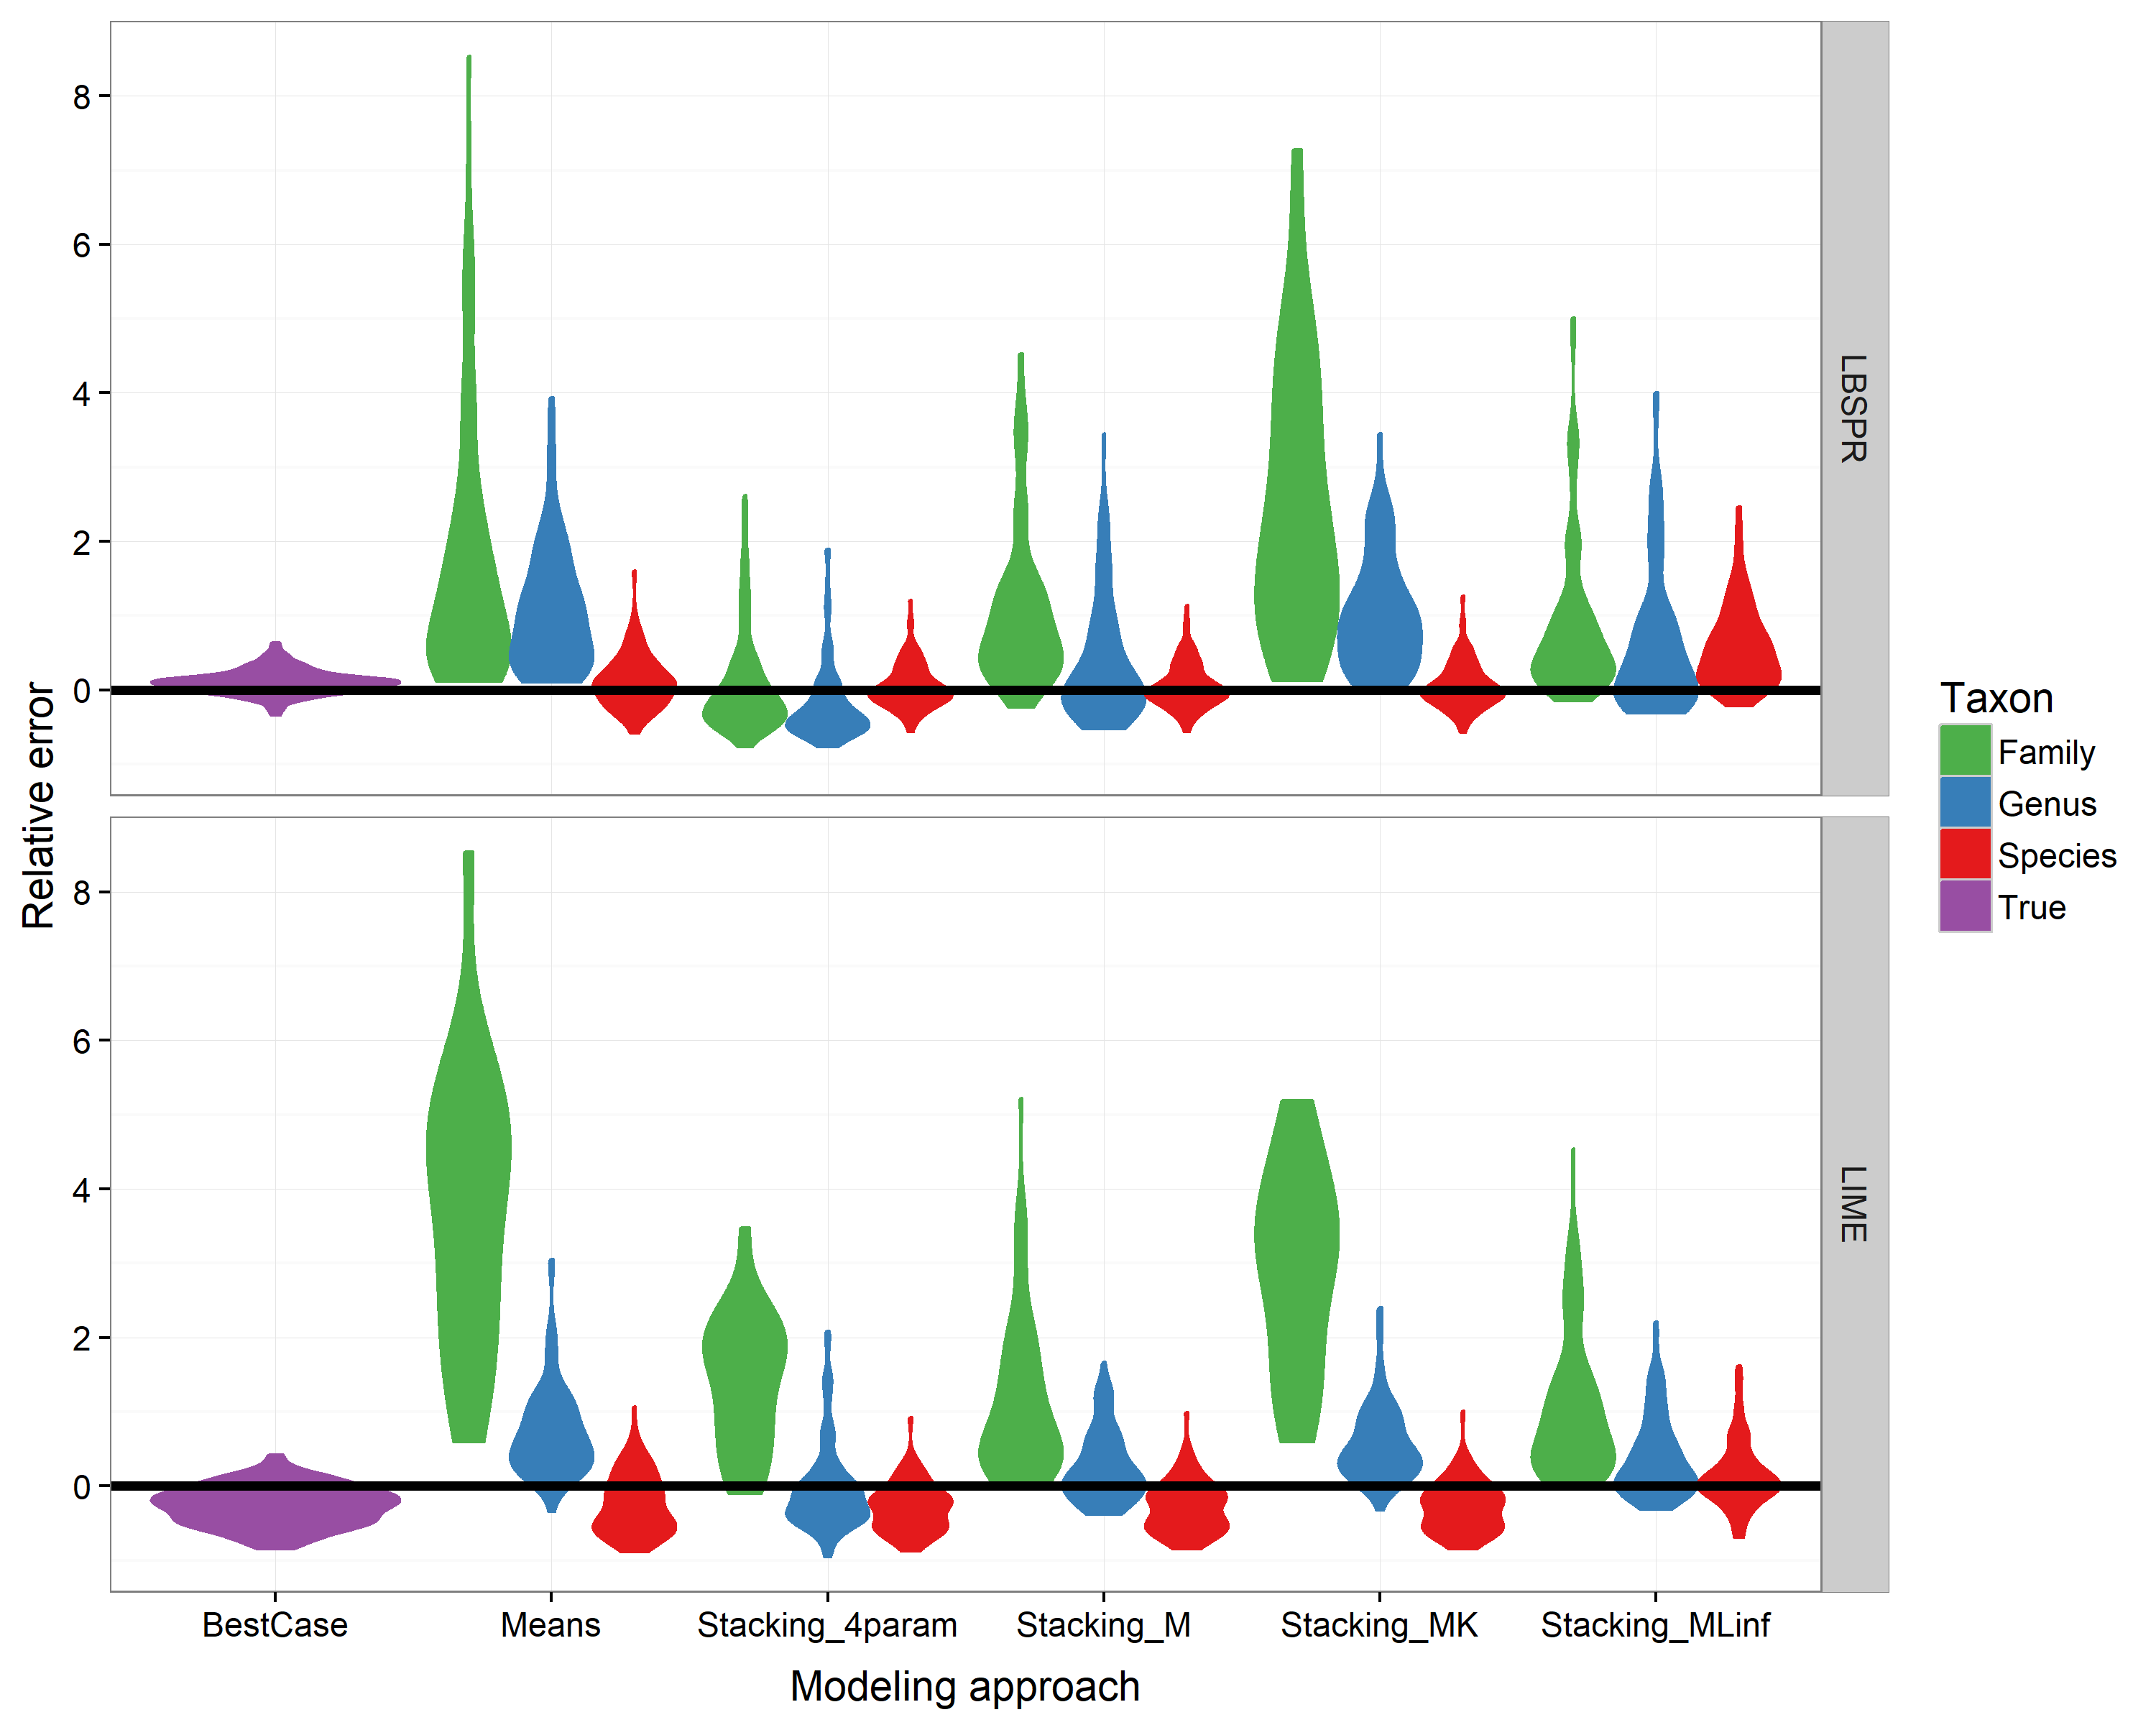 8
6
4
2
0
LBSPR
Relative error
8
6
4
2
0
LIME
BestCase
Means
Stacking_4param
Stacking_M
Stacking_MK
Stacking_MLinf
Modeling approach
Taxon
Family
Genus
Species
True